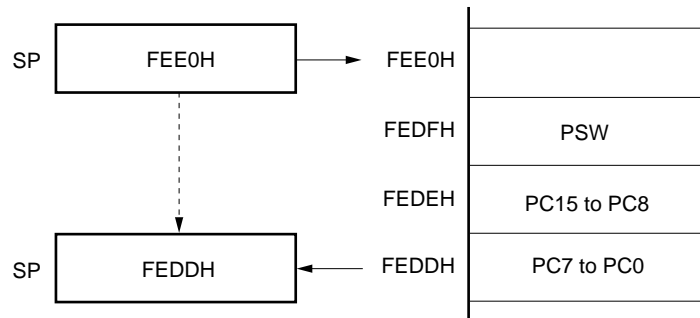 SP FEE0H FEE0H
FEDFH PSW
FEDEH PC15 to PC8
SP FEDDH FEDDH PC7 to PC0